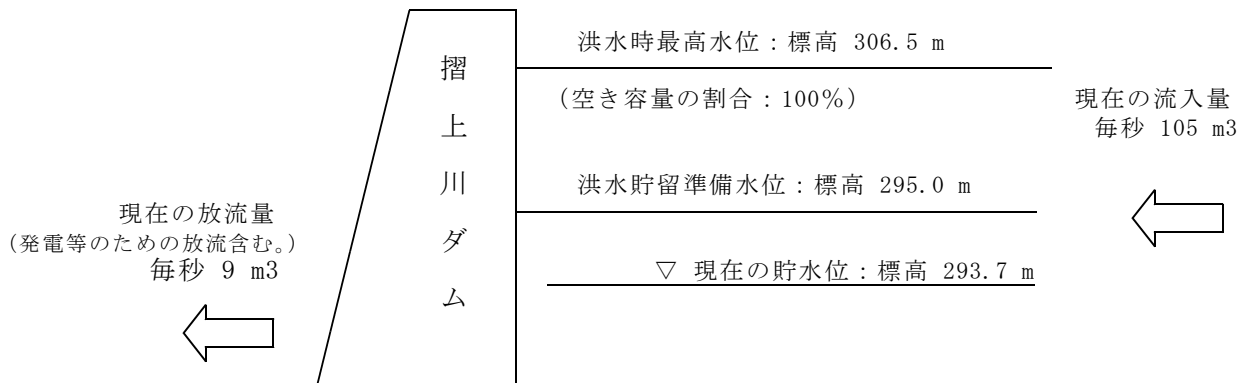 洪水時最高水位：標高 306.5 m
（空き容量の割合：100%）
現在の流入量
毎秒 105 m3
洪水貯留準備水位：標高 295.0 m
▽ 現在の貯水位：標高 293.7 m
摺上川ダム
現在の放流量
（発電等のための放流含む。）
毎秒 9 m3